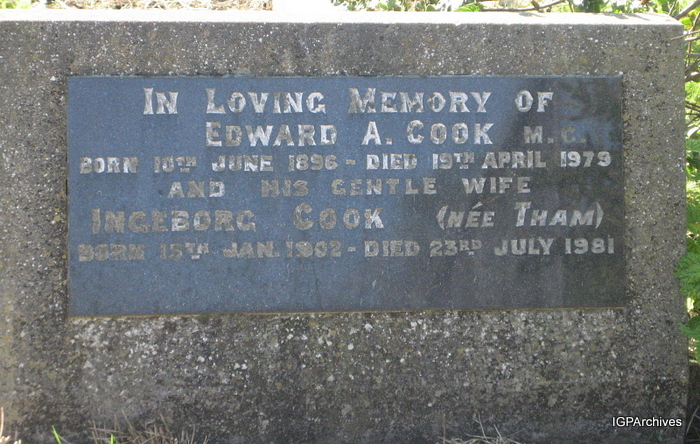 In Loving Memory of
Edward A. Cook M.C.
Born 10th June 1896 - Died 19th April 1979
and his gentle wife
Ingeborg Cook (née Tham)
Born 15th Jan. 1902 - Died 23rd July 1981
IGPArchives